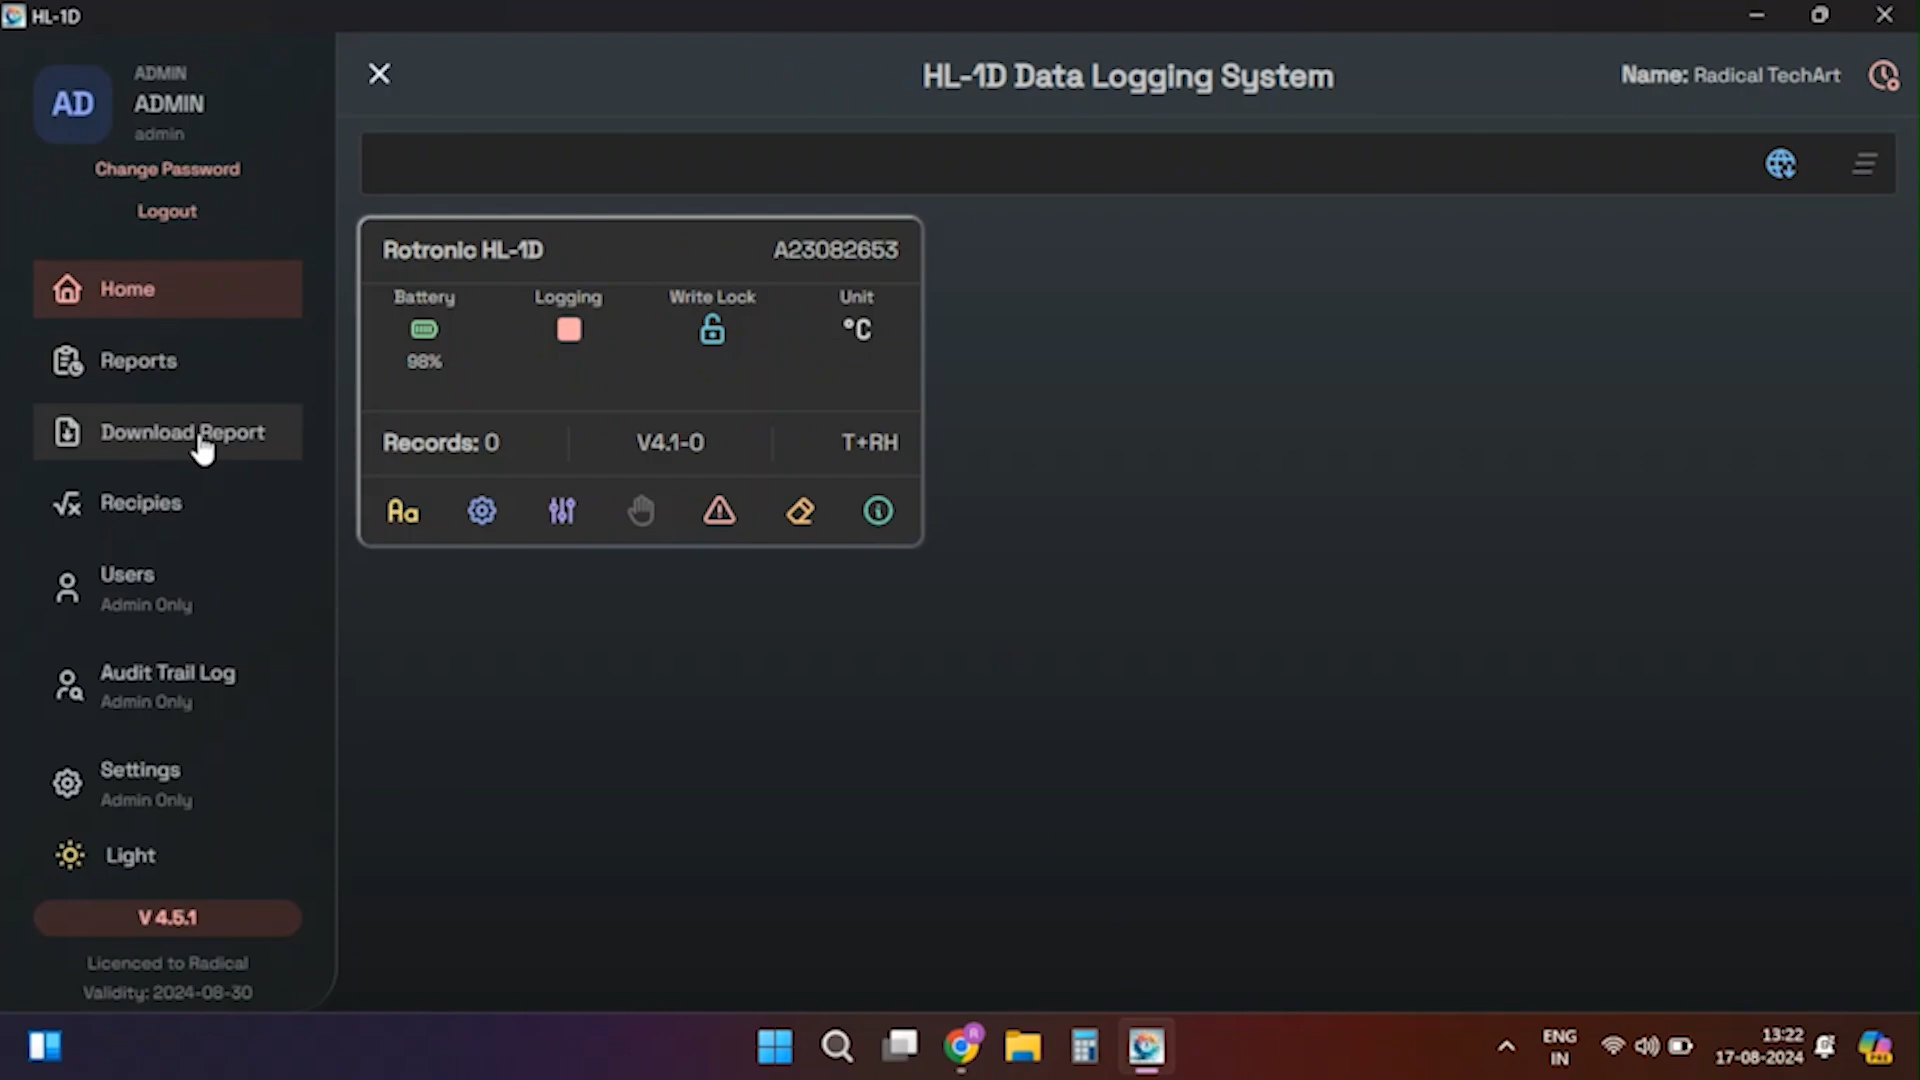 HL-1D
AD
ADMIN
ADMIN
admin
Change Password
Logout
Home
Reports
Download Report
Recipies
Users
Admin Only
Audit Trail Log
Admin Only
Settings
Admin Only
Light
V 4.5.1
Licenced to Radical
Validity: 2024-08-30
HL-1D Data Logging System
Name: Radical TechArt
Rotronic HL-1D A23082653
Battery Logging Write Lock Unit
°C
98%
Records: 0 V4.1-0 T+RH
Aa
ENG
IN
13:22
17-08-2024